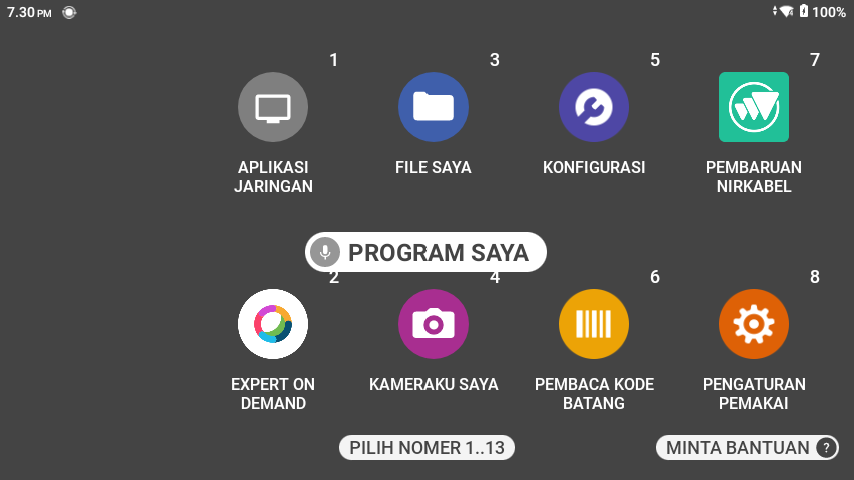 7.30 PM
100%
1
3
5
7
APLIKASI
JARINGAN
FILE SAYA
KONFIGURASI
PEMBARUAN
NIRKABEL
PROGRAM SAYA
2
4
6
8
EXPERT ON
DEMAND
KAMERAKU SAYA
PEMBACA KODE
BATANG
PENGATURAN
PEMAKAI
PILIH NOMER 1..13
MINTA BANTUAN ?